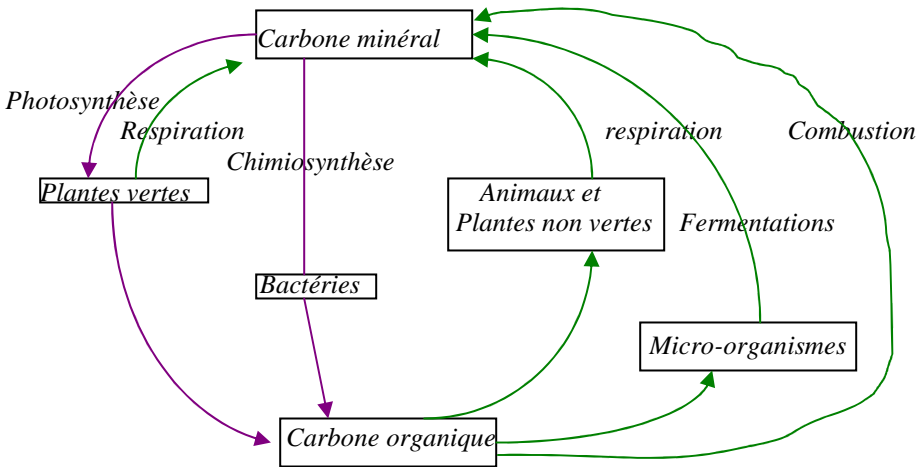 Carbone minéral
Photosynthèse
Respiration
respiration
Combustion
Chimiosynthèse
Plantes vertes
Animaux et
Plantes non vertes
Fermentations
Bactéries
Micro-organismes
Carbone organique